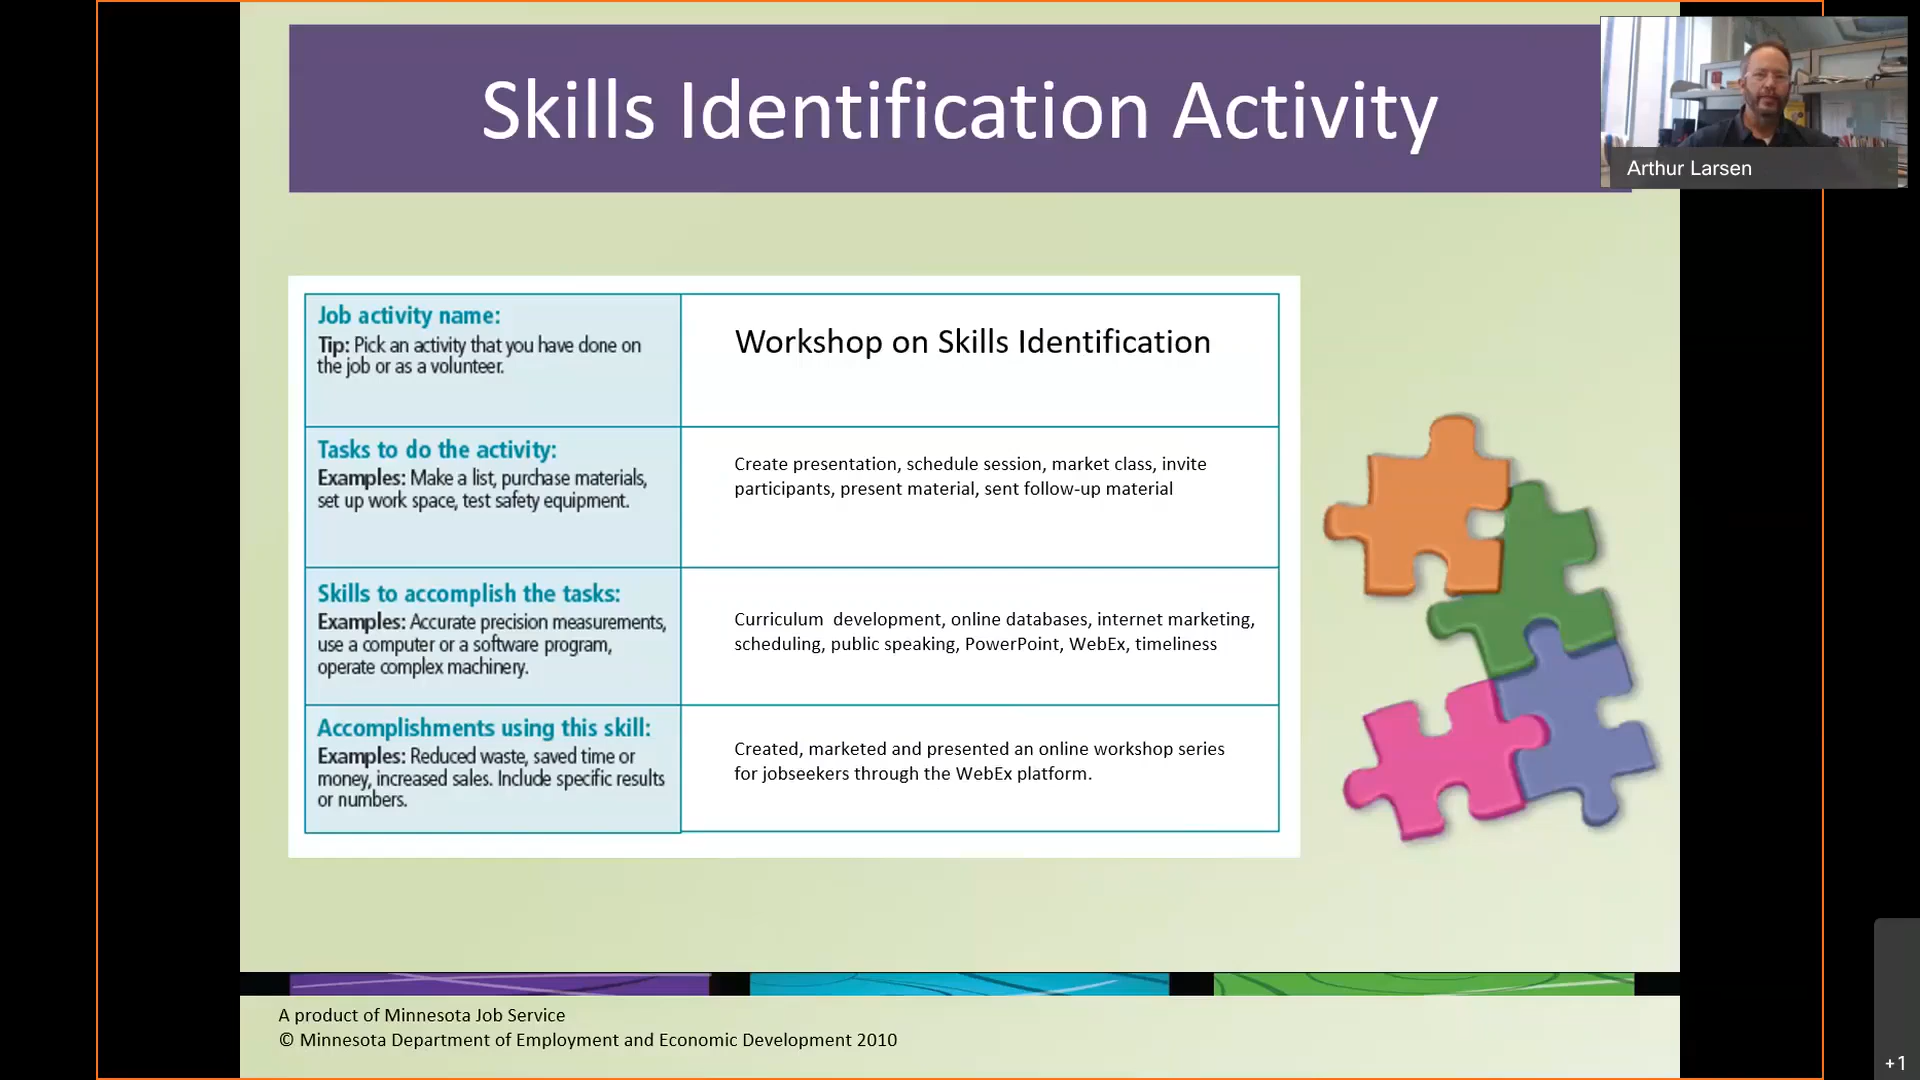 Skills Identification Activity
Arthur Larsen
Job activity name:
Tip: Pick an activity that you have done on
the job or as a volunteer.
Workshop on Skills Identification
Tasks to do the activity:
Examples: Make a list, purchase materials,
set up work space, test safety equipment.
Create presentation, schedule session, market class, invite
participants, present material, sent follow-up material
Skills to accomplish the tasks:
Examples: Accurate precision measurements,
use a computer or a software program,
operate complex machinery.
Curriculum  development, online databases, internet marketing,
scheduling, public speaking, PowerPoint, WebEx, timeliness
Accomplishments using this skill:
Examples: Reduced waste, saved time or
money, increased sales. Include specific results
or numbers.
Created, marketed and presented an online workshop series
for jobseekers through the WebEx platform.
A product of Minnesota Job Service
© Minnesota Department of Employment and Economic Development 2010
+1